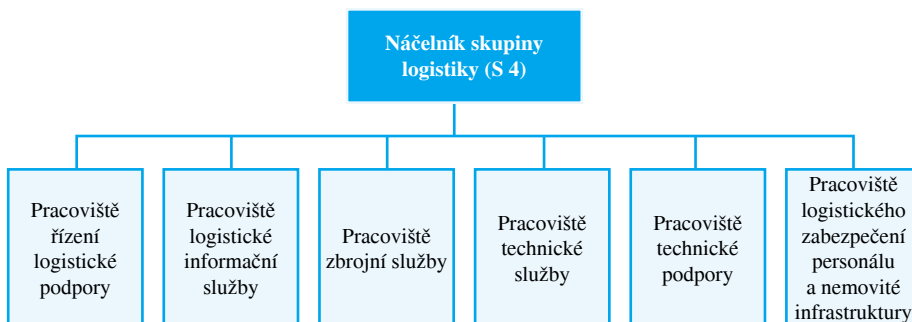 Náčelník skupiny
logistiky (S 4)
Pracoviště
řízení
logistické
podpory
Pracoviště
logistické
informační
služby
Pracoviště
zbrojní služby
Pracoviště
technické
služby
Pracoviště
technické
podpory
Pracoviště
logistického
zabezpečení
personálu
a nemovité
infrastruktury